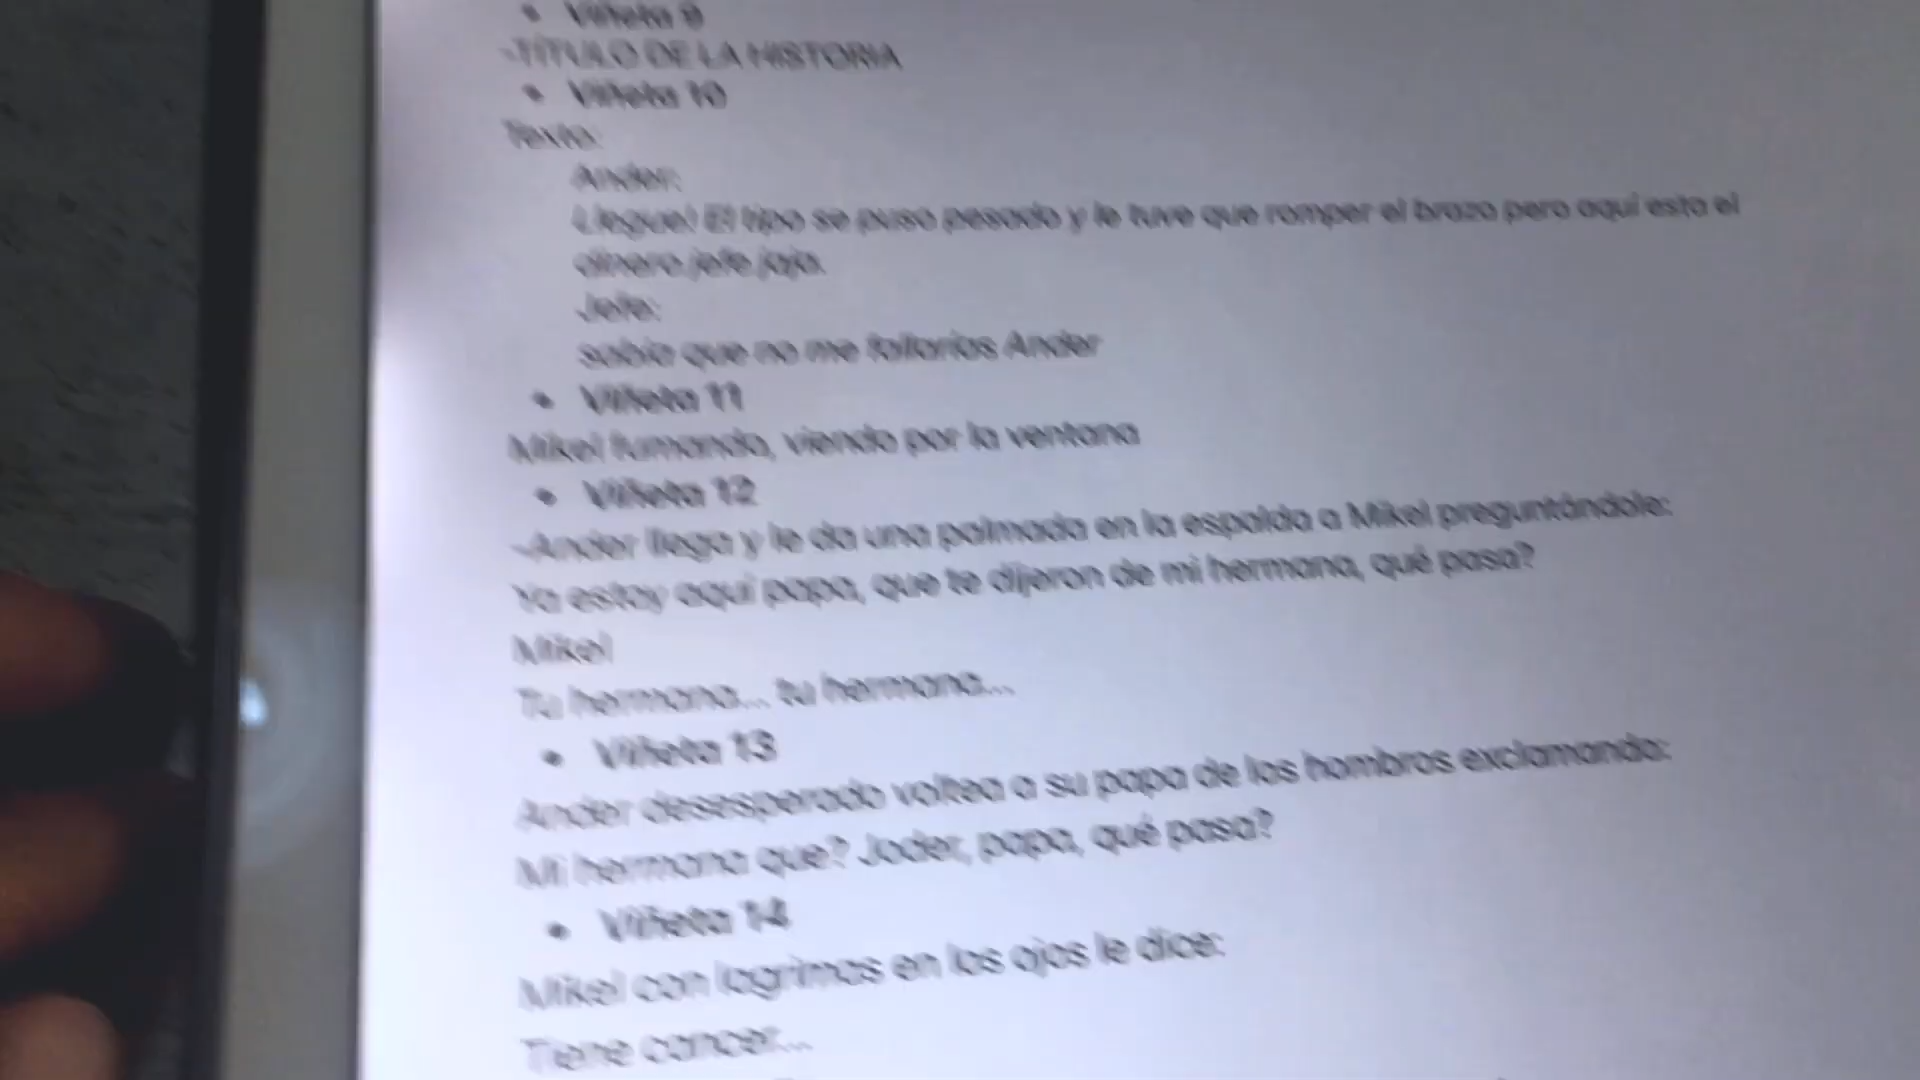 • Viñeta 9
-TÍTULO DE LA HISTORIA
• Viñeta 10
Texto:
Ander:
Llegue! El tipo se puso pesado y le tuve que romper el brazo pero aquí esta el
dinero jefe jaja.
Jefe:
sabía que no me fallarías Ander
• Viñeta 11
Mikel fumando, viendo por la ventana
• Viñeta 12
-Ander llega y le da una palmada en la espalda a Mikel preguntándole:
Ya estoy aquí papa, que te dijeron de mi hermana, qué pasa?
Mikel
Tu hermana... tu hermana...
• Viñeta 13
Ander desesperado voltea a su papa de los hombros exclamando:
Mi hermana que? Joder, papa, qué pasa?
• Viñeta 14
Mikel con lagrimas en los ojos le dice:
Tiene cancer...